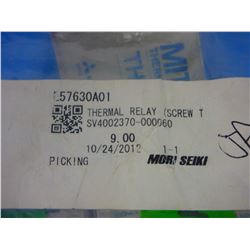 E57630A01
THERMAL RELAY (SCREW T
SV4002370-000060
9.00
10/24/2012 1-1
PICKING MORI SEIKI